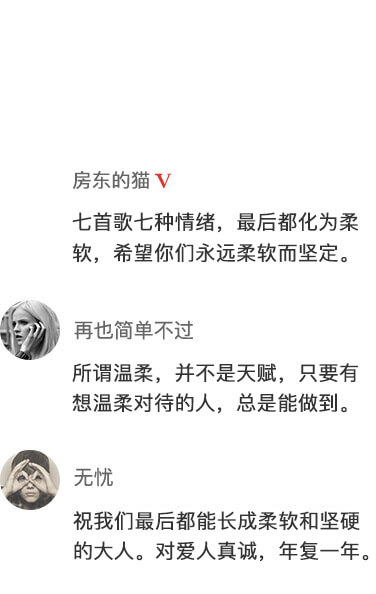 房东的猫 V
七首歌七种情绪，最后都化为柔
软，希望你们永远柔软而坚定。
再也简单不过
所谓温柔，并不是天赋，只要有
想温柔对待的人，总是能做到。
无忧
祝我们最后都能长成柔软和坚硬
的大人。对爱人真诚，年复一年。